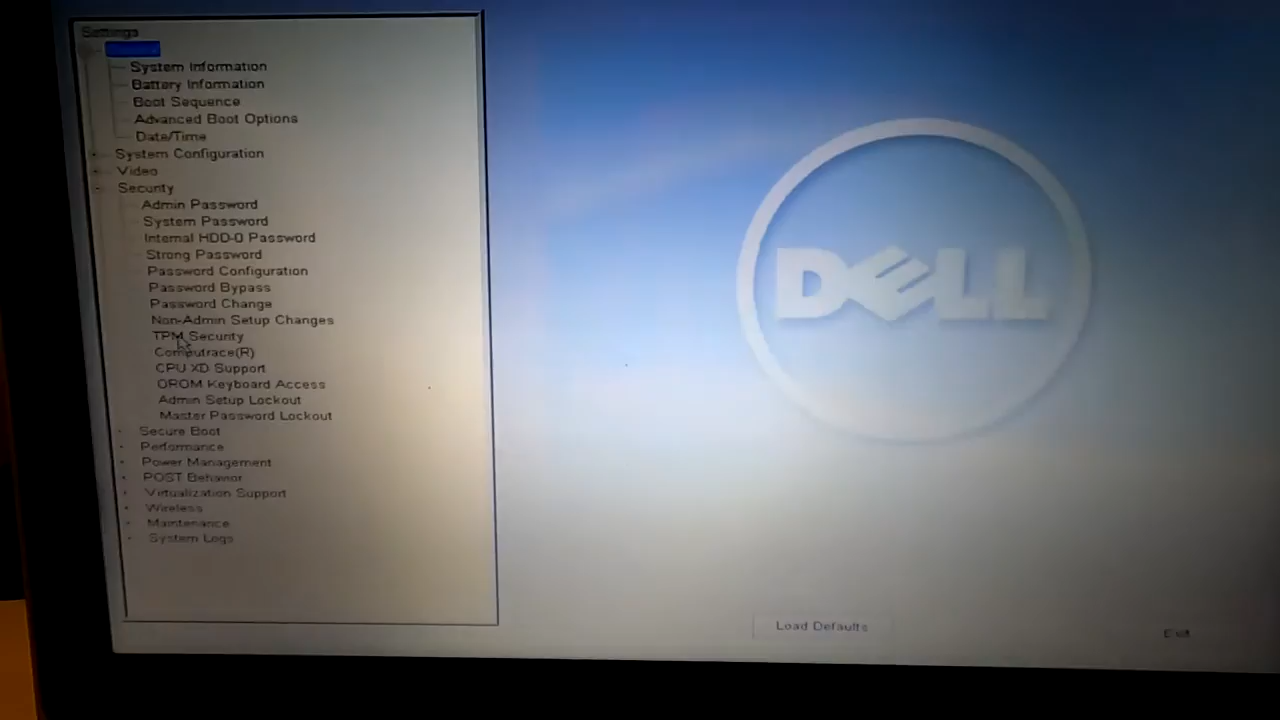 Settings
System Information
Battery Information
Boot Sequence
Advanced Boot Options
Date/Time
System Configuration
Video
Security
Admin Password
System Password
Internal HDD-0 Password
Strong Password
Password Configuration
Password Bypass
Password Change
Non-Admin Setup Changes
TPM Security
Computrace(R)
CPU XD Support
OROM Keyboard Access
Admin Setup Lockout
Master Password Lockout
Secure Boot
Performance
Power Management
POST Behavior
Virtualization Support
Wireless
Maintenance
System Logs
DELL
Load Defaults
Exit